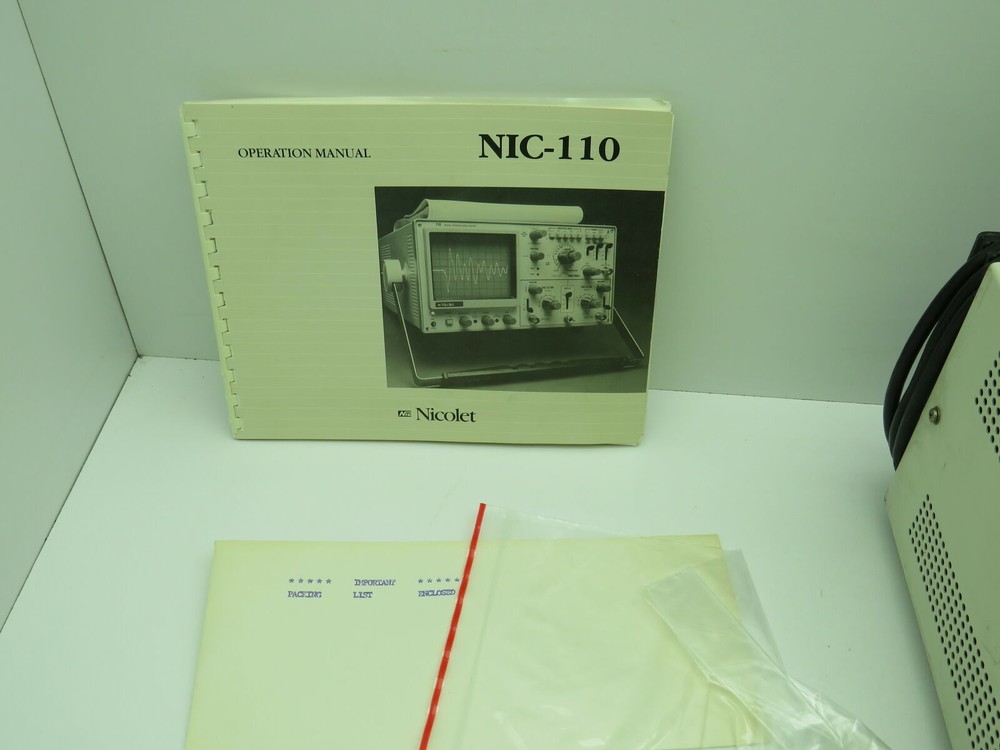 OPERATION MANUAL
NIC-110
Nicolet
***** IMPORTANT *****
PACKING LIST ENCLOSED